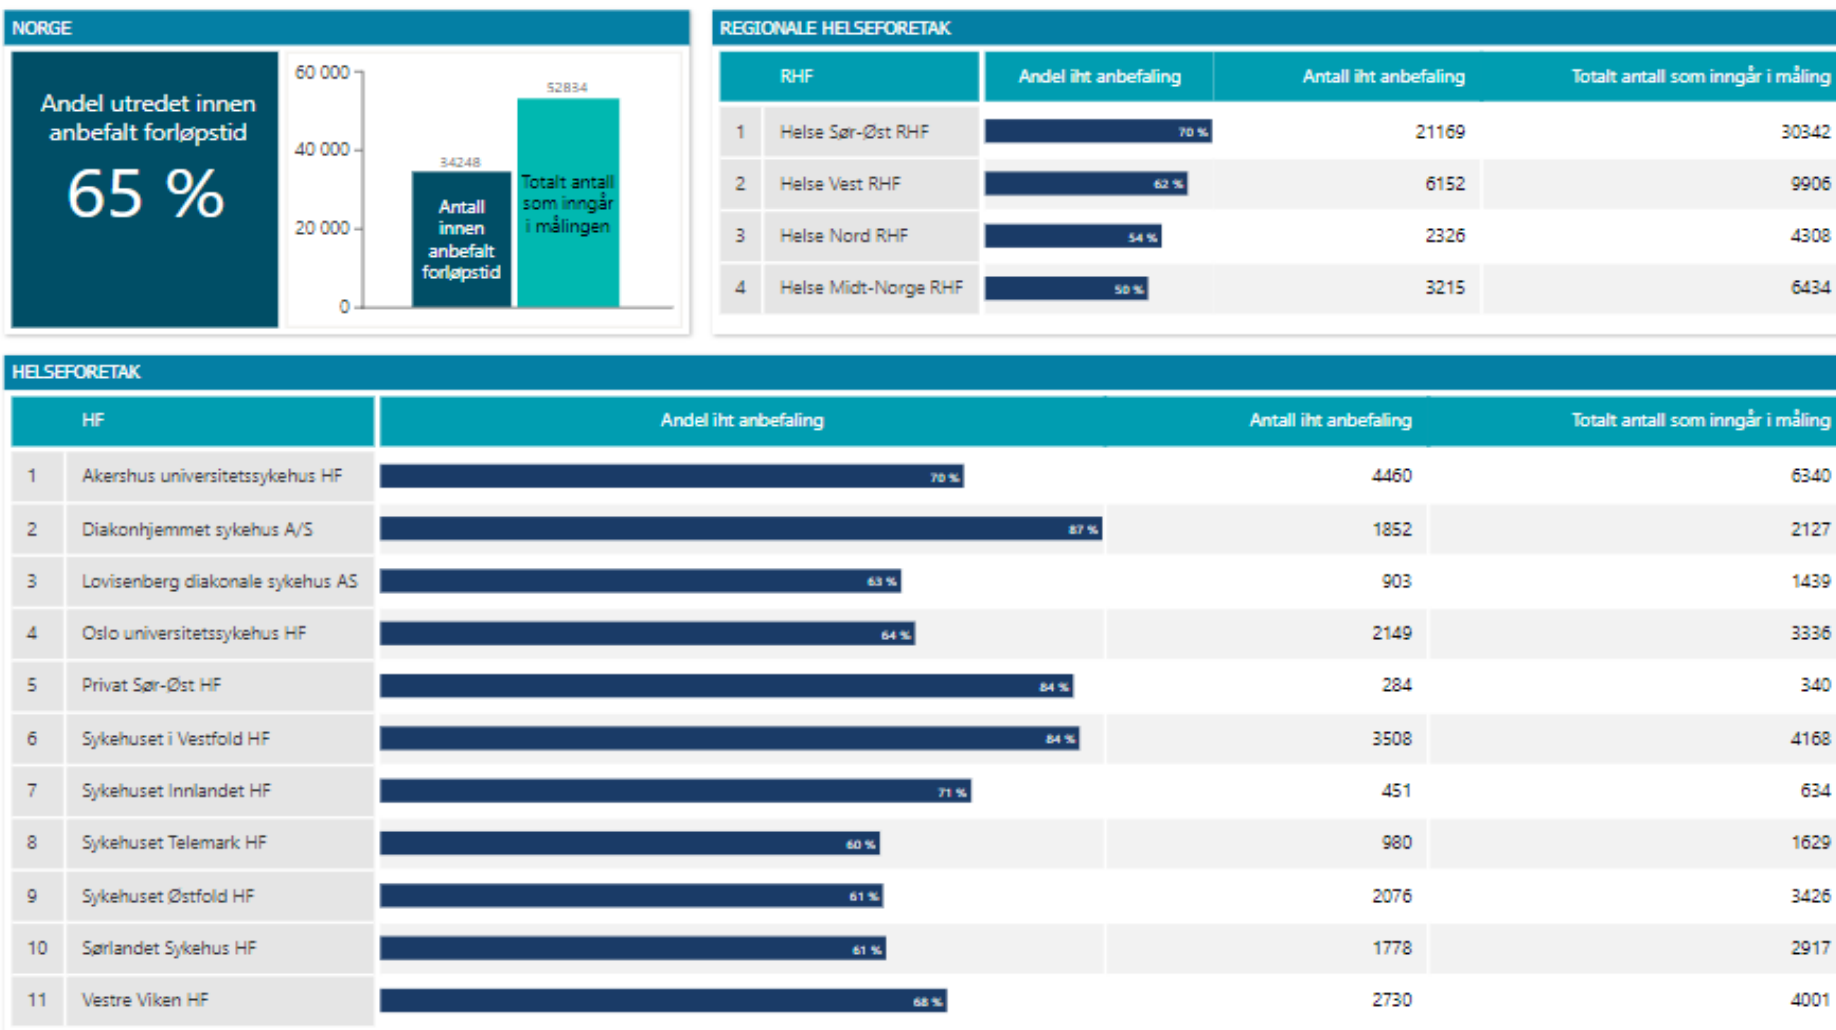 NORGE
Andel utredet innen
anbefalt forløpstid
65 %
60 000
40 000
20 000
0
34248
52834
Antall
innen
anbefalt
forløpstid
Totalt antall
som inngår
i målingen
REGIONALE HELSEFORETAK
RHF Andel iht anbefaling Antall iht anbefaling Totalt antall som inngår i måling
1 Helse Sør-Øst RHF 70 % 21169 30342
2 Helse Vest RHF 62 % 6152 9906
3 Helse Nord RHF 54 % 2326 4308
4 Helse Midt-Norge RHF 50 % 3215 6434
HELSEFORETAK
HF Andel iht anbefaling Antall iht anbefaling Totalt antall som inngår i måling
1 Akershus universitetssykehus HF 70 % 4460 6340
2 Diakonhjemmet sykehus A/S 87 % 1852 2127
3 Lovisenberg diakonale sykehus AS 63 % 903 1439
4 Oslo universitetssykehus HF 64 % 2149 3336
5 Privat Sør-Øst HF 84 % 284 340
6 Sykehuset i Vestfold HF 84 % 3508 4168
7 Sykehuset Innlandet HF 71 % 451 634
8 Sykehuset Telemark HF 60 % 980 1629
9 Sykehuset Østfold HF 61 % 2076 3426
10 Sørlandet Sykehus HF 61 % 1778 2917
11 Vestre Viken HF 68 % 2730 4001